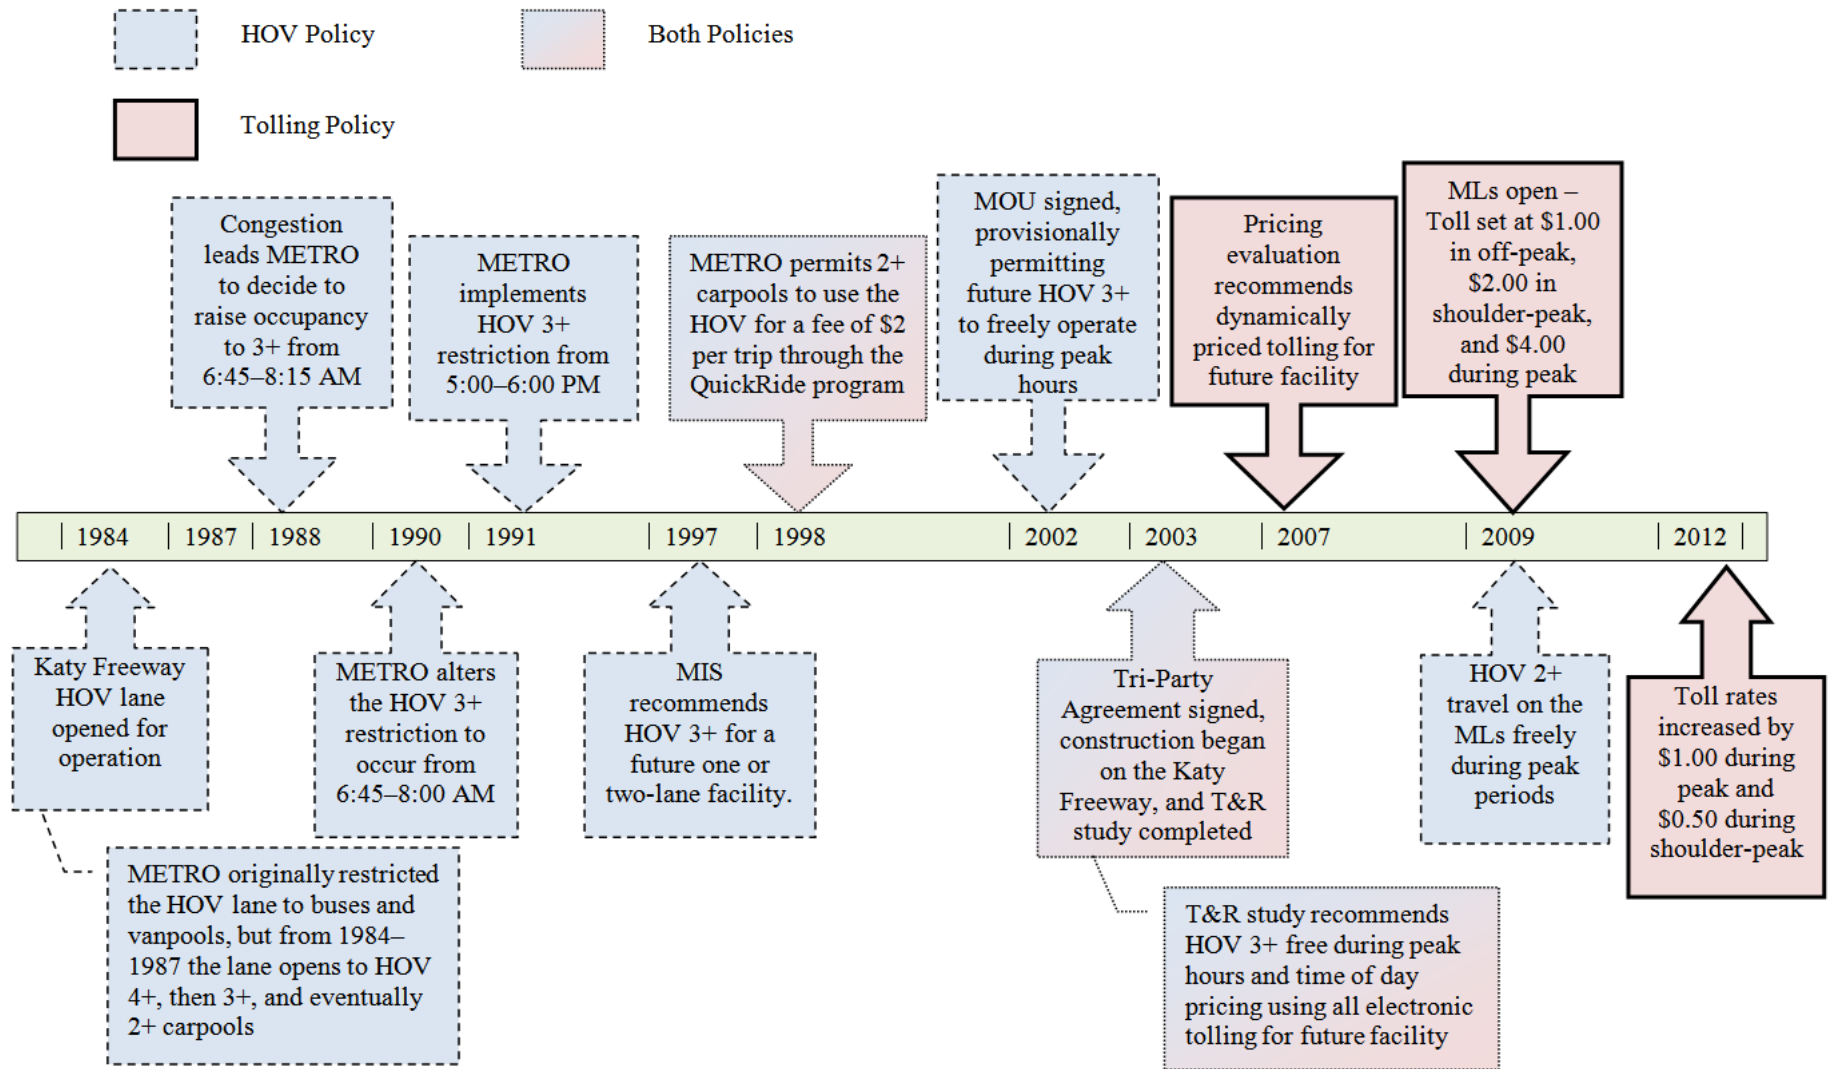 HOV Policy
Both Policies
Tolling Policy
Congestion
leads METRO
to decide to
raise occupancy
to 3+ from
6:45–8:15 AM
METRO
implements
HOV 3+
restriction from
5:00–6:00 PM
METRO permits 2+
carpools to use the
HOV for a fee of $2
per trip through the
QuickRide program
MOU signed,
provisionally
permitting
future HOV 3+
to freely operate
during peak
hours
Pricing
evaluation
recommends
dynamically
priced tolling for
future facility
MLs open –
Toll set at $1.00
in off-peak,
$2.00 in
shoulder-peak,
and $4.00
during peak
1984
1987
1988
1990
1991
1997
1998
2002
2003
2007
2009
2012
Katy Freeway
HOV lane
opened for
operation
METRO originally restricted
the HOV lane to buses and
vanpools, but from 1984–
1987 the lane opens to HOV
4+, then 3+, and eventually
2+ carpools
METRO alters
the HOV 3+
restriction to
occur from
6:45–8:00 AM
MIS
recommends
HOV 3+ for a
future one or
two-lane facility.
Tri-Party
Agreement signed,
construction began
on the Katy
Freeway, and T&R
study completed
T&R study recommends
HOV 3+ free during peak
hours and time of day
pricing using all electronic
tolling for future facility
HOV 2+
travel on the
MLs freely
during peak
periods
Toll rates
increased by
$1.00 during
peak and
$0.50 during
shoulder-peak